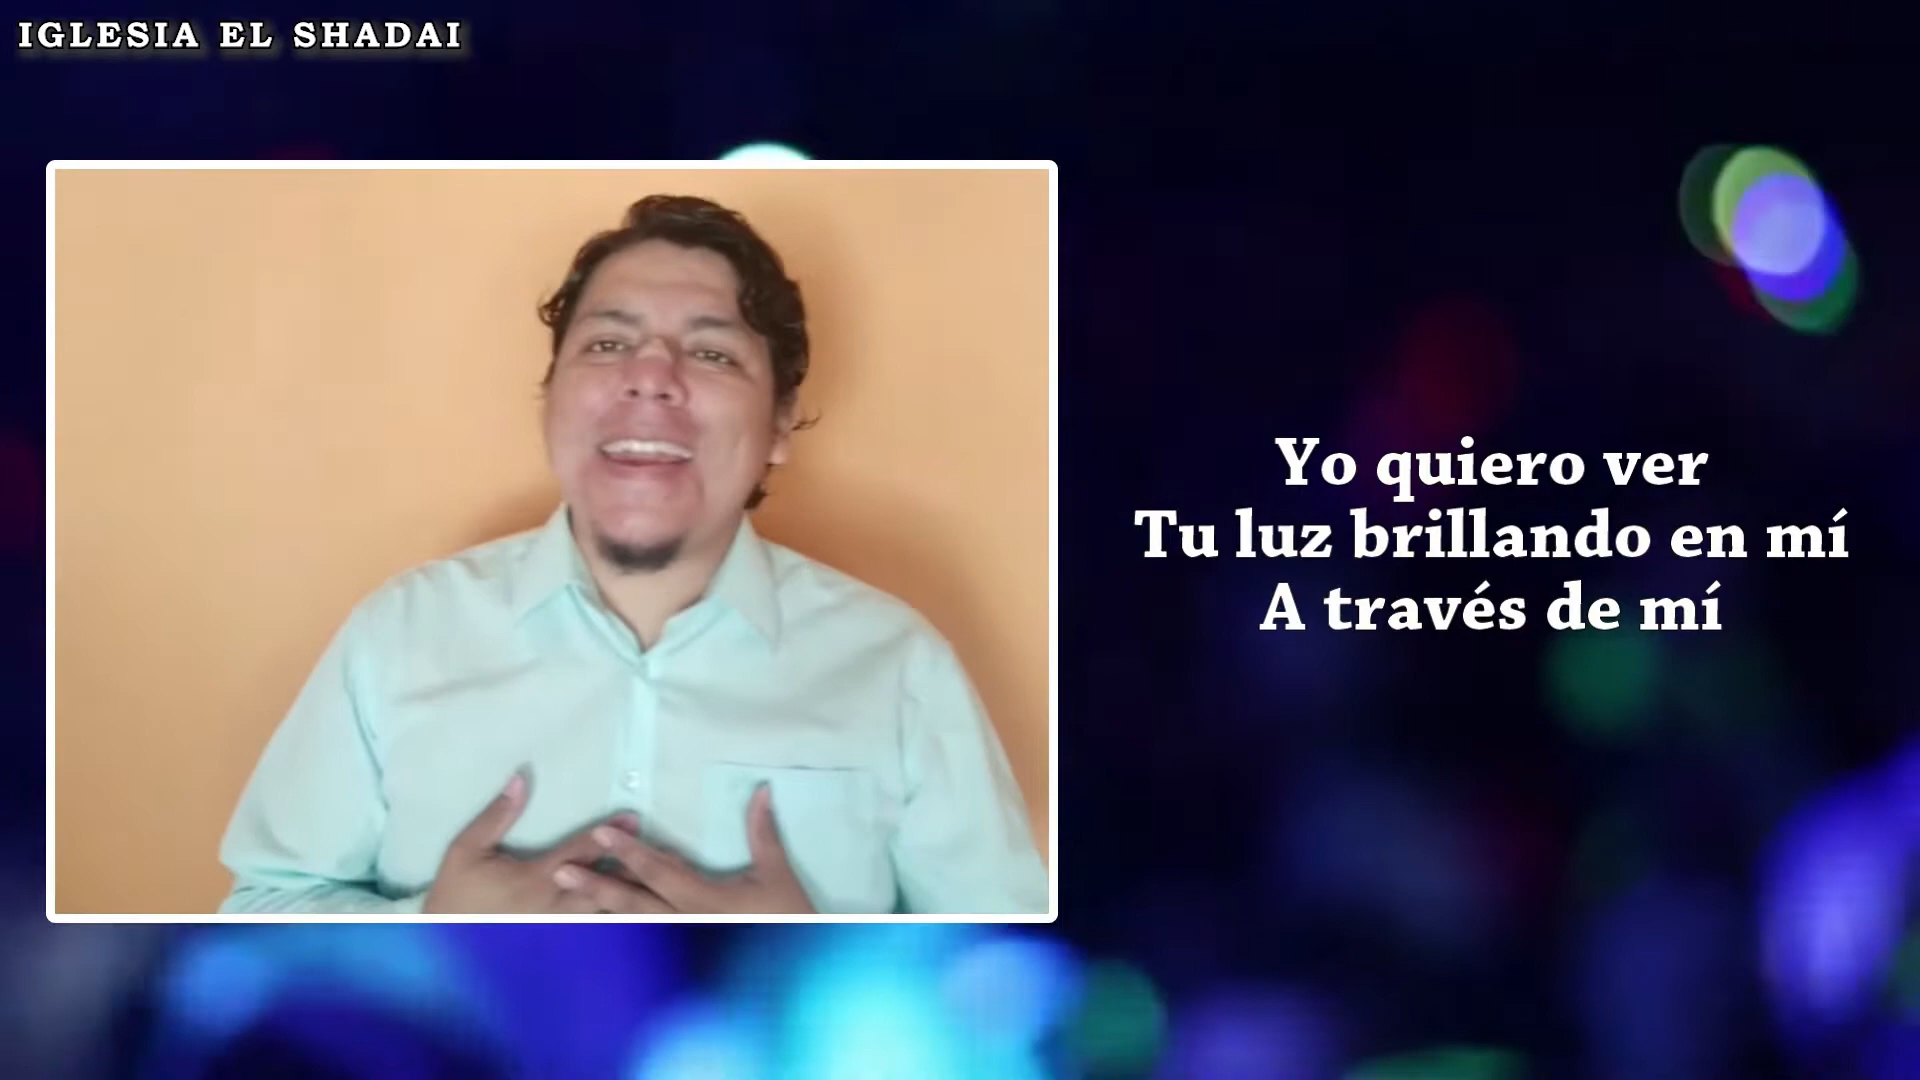 IGLESIA EL SHADAI
Yo quiero ver
Tu luz brillando en mí
A través de mí